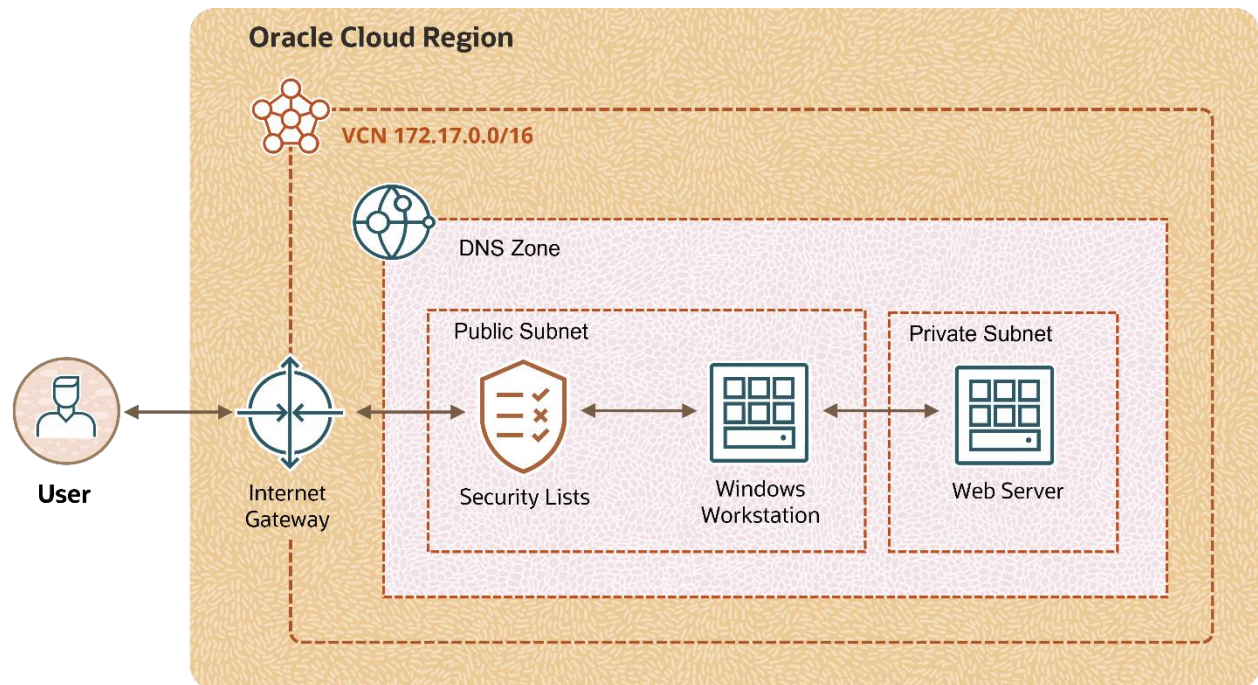 Oracle Cloud Region
VCN 172.17.0.0/16
DNS Zone
Public Subnet
Private Subnet
User
Internet
Gateway
Security Lists
Windows
Workstation
Web Server